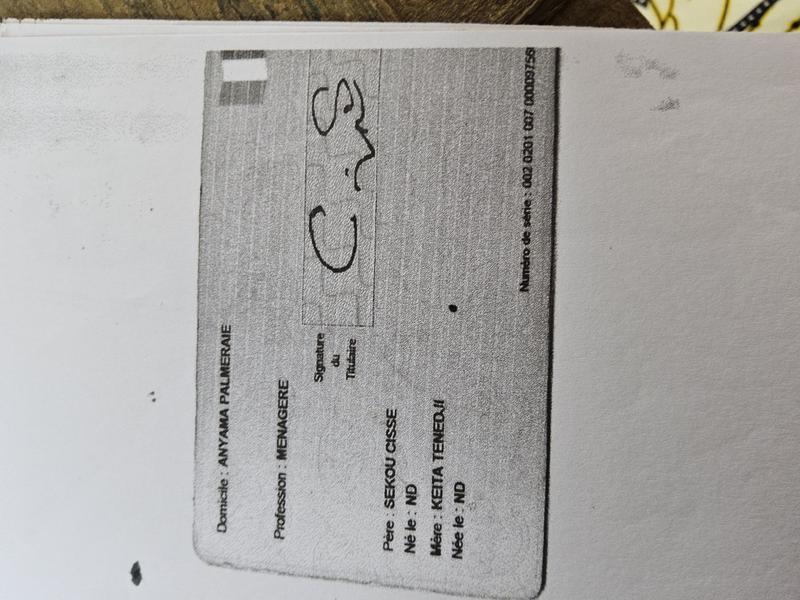 Domicile : ANYAMA PALMERAIE
Profession : MENAGERE
Signature
du
Titulaire
Père : SEKOU CISSE
Né le : ND
Mère : KEITA TENEDJI
Née le : ND
Numéro de série : 002 0201 007 00009756